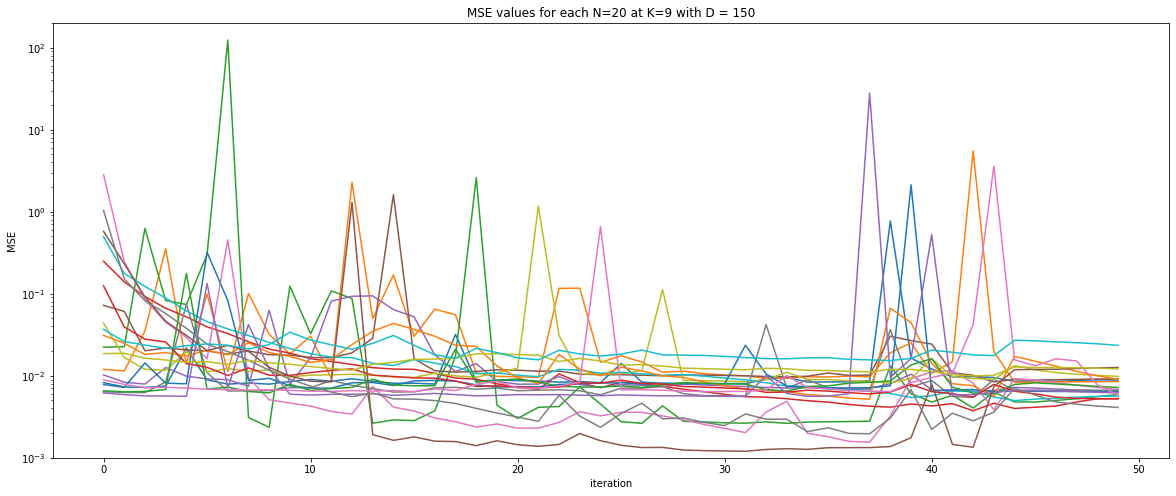 MSE values for each N=20 at K=9 with D = 150
10²
10¹
10⁰
10⁻¹
10⁻²
10⁻³
MSE
0 10 20 30 40 50
iteration